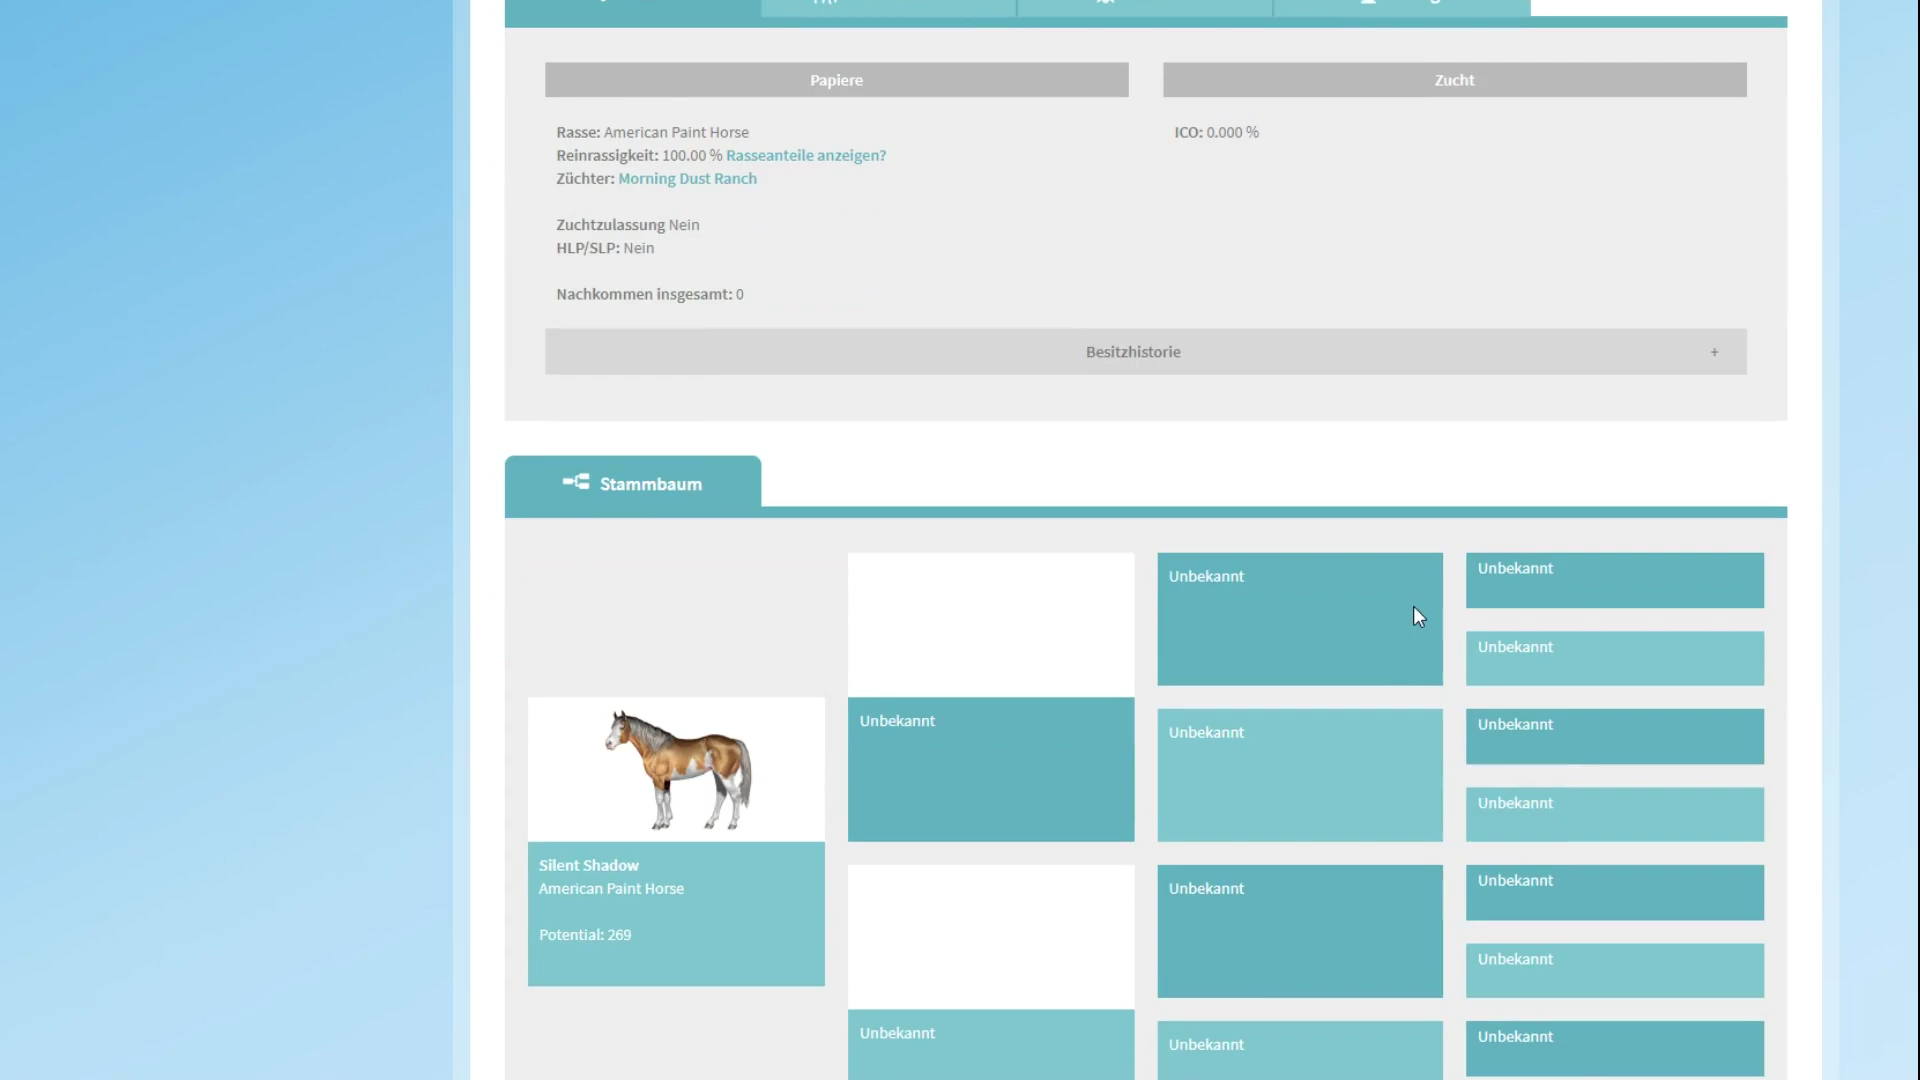 Papiere
Zucht
Rasse: American Paint Horse
Reinrassigkeit: 100.00 % Rasseanteile anzeigen?
Züchter: Morning Dust Ranch
ICO: 0.000 %
Zuchtzulassung Nein
HLP/SLP: Nein
Nachkommen insgesamt: 0
Besitzhistorie +
Stammbaum
Silent Shadow
American Paint Horse
Potential: 269
Unbekannt
Unbekannt
Unbekannt
Unbekannt
Unbekannt
Unbekannt
Unbekannt
Unbekannt
Unbekannt
Unbekannt
Unbekannt
Unbekannt
Unbekannt